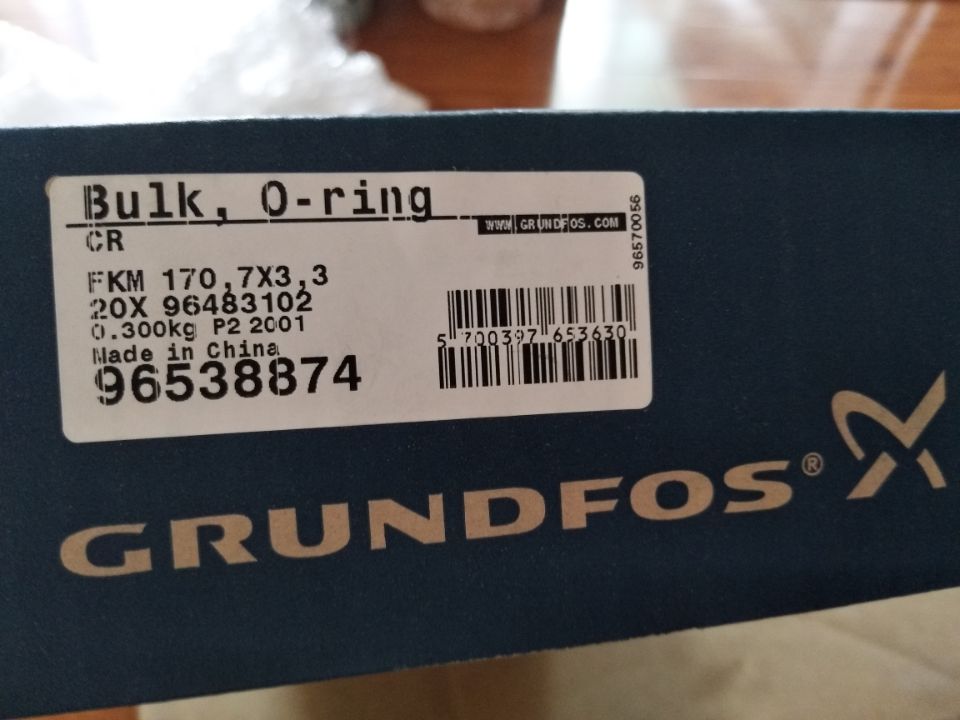 Bulk, O-ring
WWW.GRUNDFOS.COM
96570056
CR
FKM 170,7X3,3
20X 96483102
0.300kg P2 2001
Made in China
96538874
5 700397 653630
GRUNDFOS®